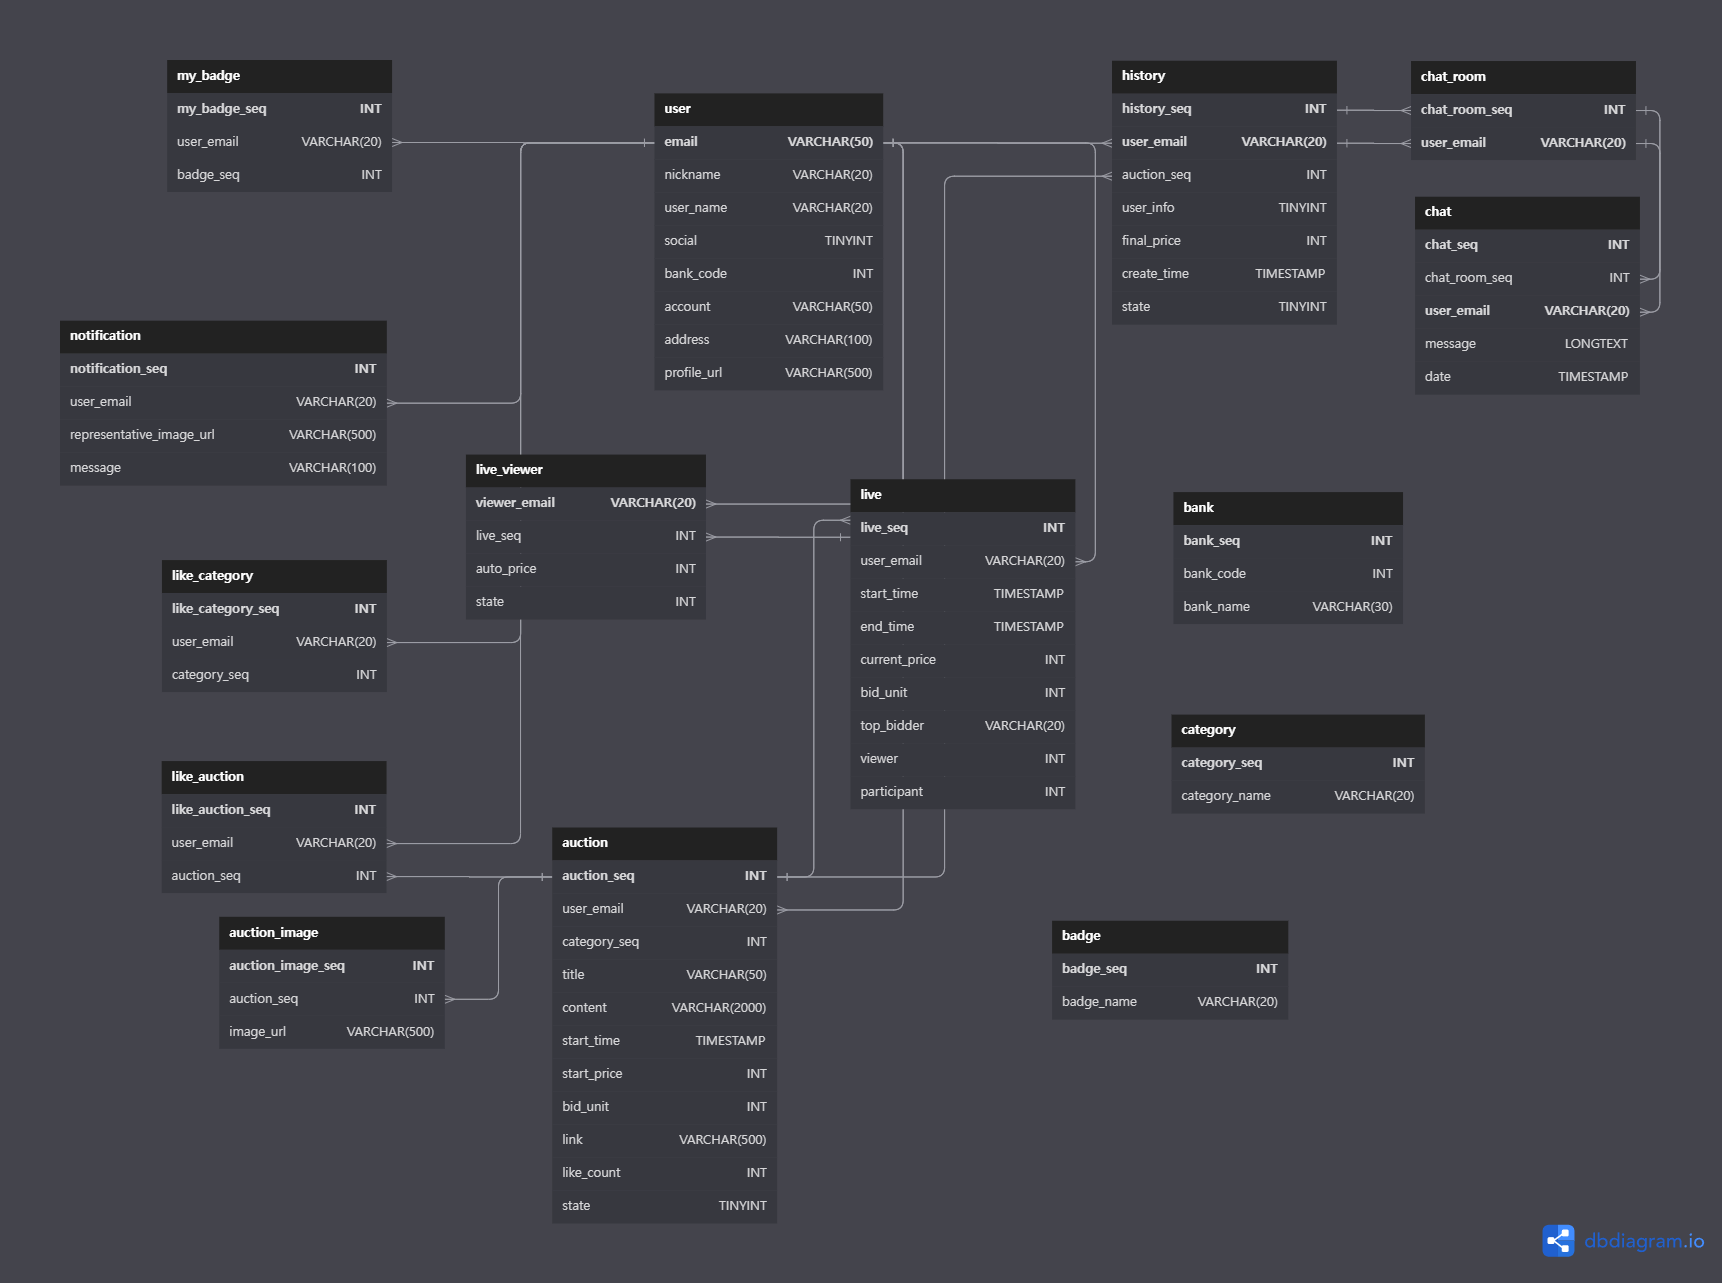 my_badge
my_badge_seq INT
user_email VARCHAR(20)
badge_seq INT
user
email VARCHAR(50)
nickname VARCHAR(20)
user_name VARCHAR(20)
social TINYINT
bank_code INT
account VARCHAR(50)
address VARCHAR(100)
profile_url VARCHAR(500)
history
history_seq INT
user_email VARCHAR(20)
auction_seq INT
user_info TINYINT
final_price INT
create_time TIMESTAMP
state TINYINT
chat_room
chat_room_seq INT
user_email VARCHAR(20)
chat
chat_seq INT
chat_room_seq INT
user_email VARCHAR(20)
message LONGTEXT
date TIMESTAMP
notification
notification_seq INT
user_email VARCHAR(20)
representative_image_url VARCHAR(500)
message VARCHAR(100)
live_viewer
viewer_email VARCHAR(20)
live_seq INT
auto_price INT
state INT
live
live_seq INT
user_email VARCHAR(20)
start_time TIMESTAMP
end_time TIMESTAMP
current_price INT
bid_unit INT
top_bidder VARCHAR(20)
viewer INT
participant INT
bank
bank_seq INT
bank_code INT
bank_name VARCHAR(30)
like_category
like_category_seq INT
user_email VARCHAR(20)
category_seq INT
category
category_seq INT
category_name VARCHAR(20)
like_auction
like_auction_seq INT
user_email VARCHAR(20)
auction_seq INT
auction
auction_seq INT
user_email VARCHAR(20)
category_seq INT
title VARCHAR(50)
content VARCHAR(2000)
start_time TIMESTAMP
start_price INT
bid_unit INT
link VARCHAR(500)
like_count INT
state TINYINT
auction_image
auction_image_seq INT
auction_seq INT
image_url VARCHAR(500)
badge
badge_seq INT
badge_name VARCHAR(20)
dbdiagram.io